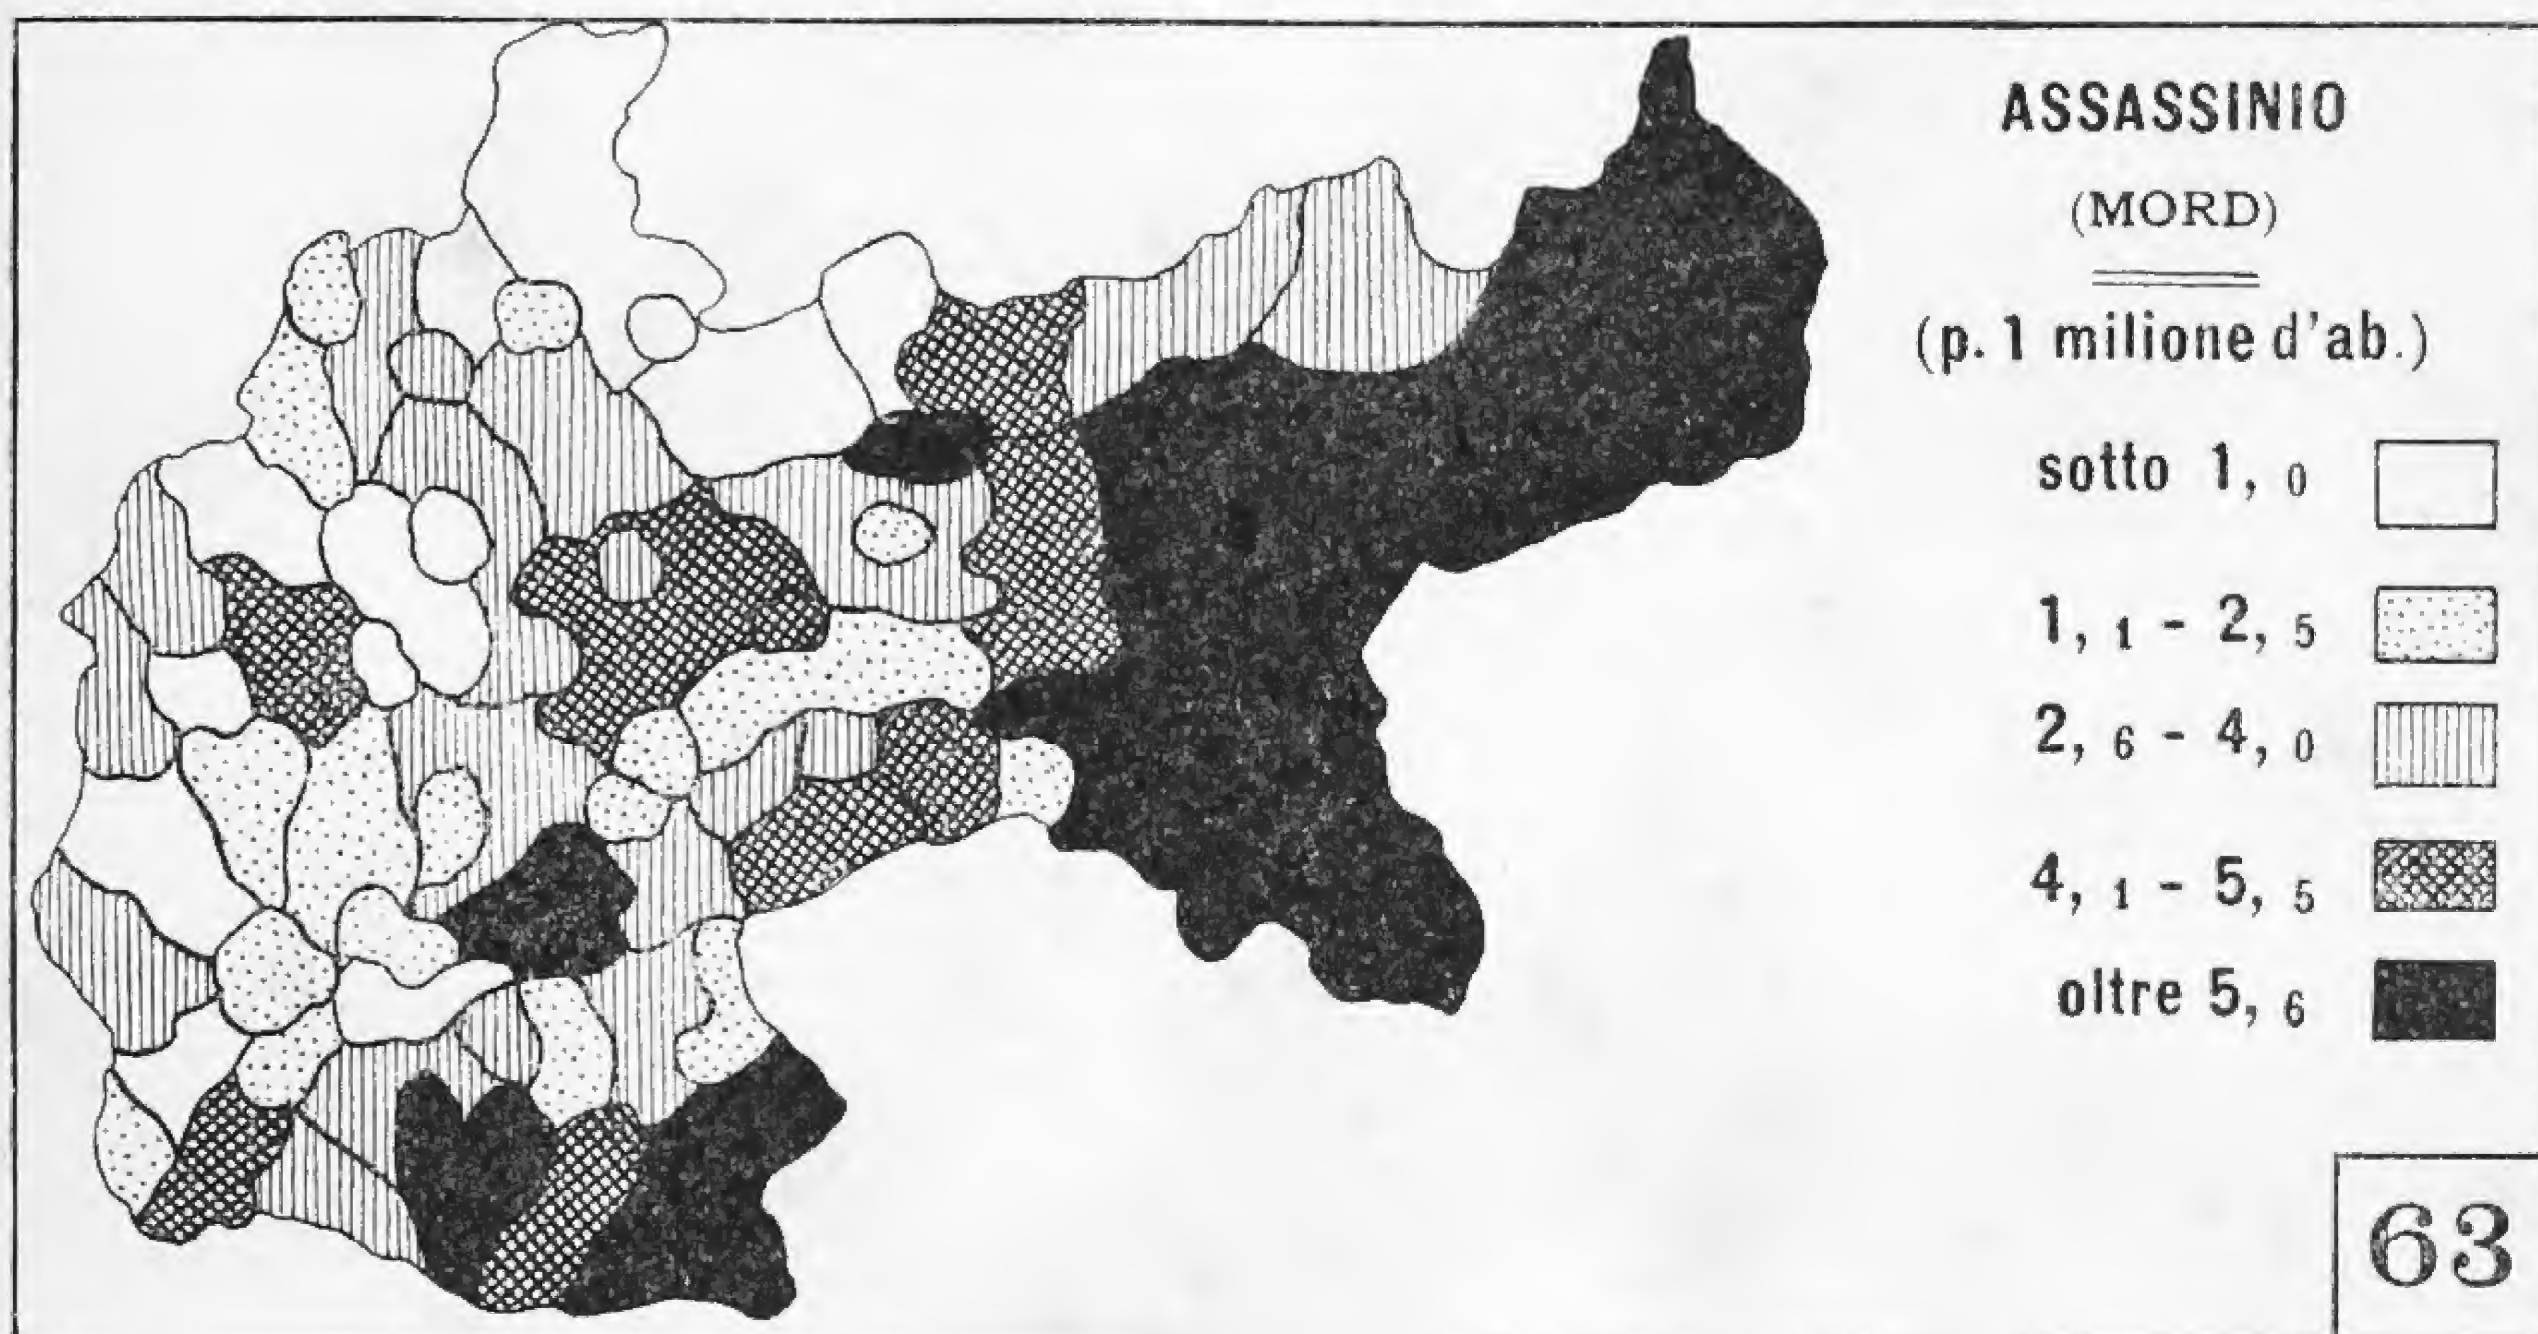 ASSASSINIO
(MORD)
(p. 1 milione d'ab.)
sotto 1, 0
1, 1 - 2, 5
2, 6 - 4, 0
4, 1 - 5, 5
oltre 5, 6
63